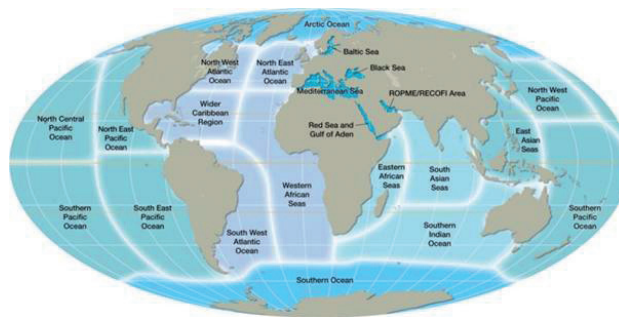 Arctic Ocean
Baltic Sea
North West
Atlantic
Ocean
North East
Atlantic
Ocean
Black Sea
Mediterranean Sea
ROPME/RECOFI Area
North West
Pacific
Ocean
Wider
Caribbean
Region
North Central
Pacific
Ocean
North East
Pacific
Ocean
Red Sea and
Gulf of Aden
East
Asian
Seas
Eastern
African
Seas
South
Asian
Seas
Western
African
Seas
Southern
Pacific
Ocean
South East
Pacific
Ocean
South West
Atlantic
Ocean
Southern
Indian
Ocean
Southern
Pacific
Ocean
Southern Ocean